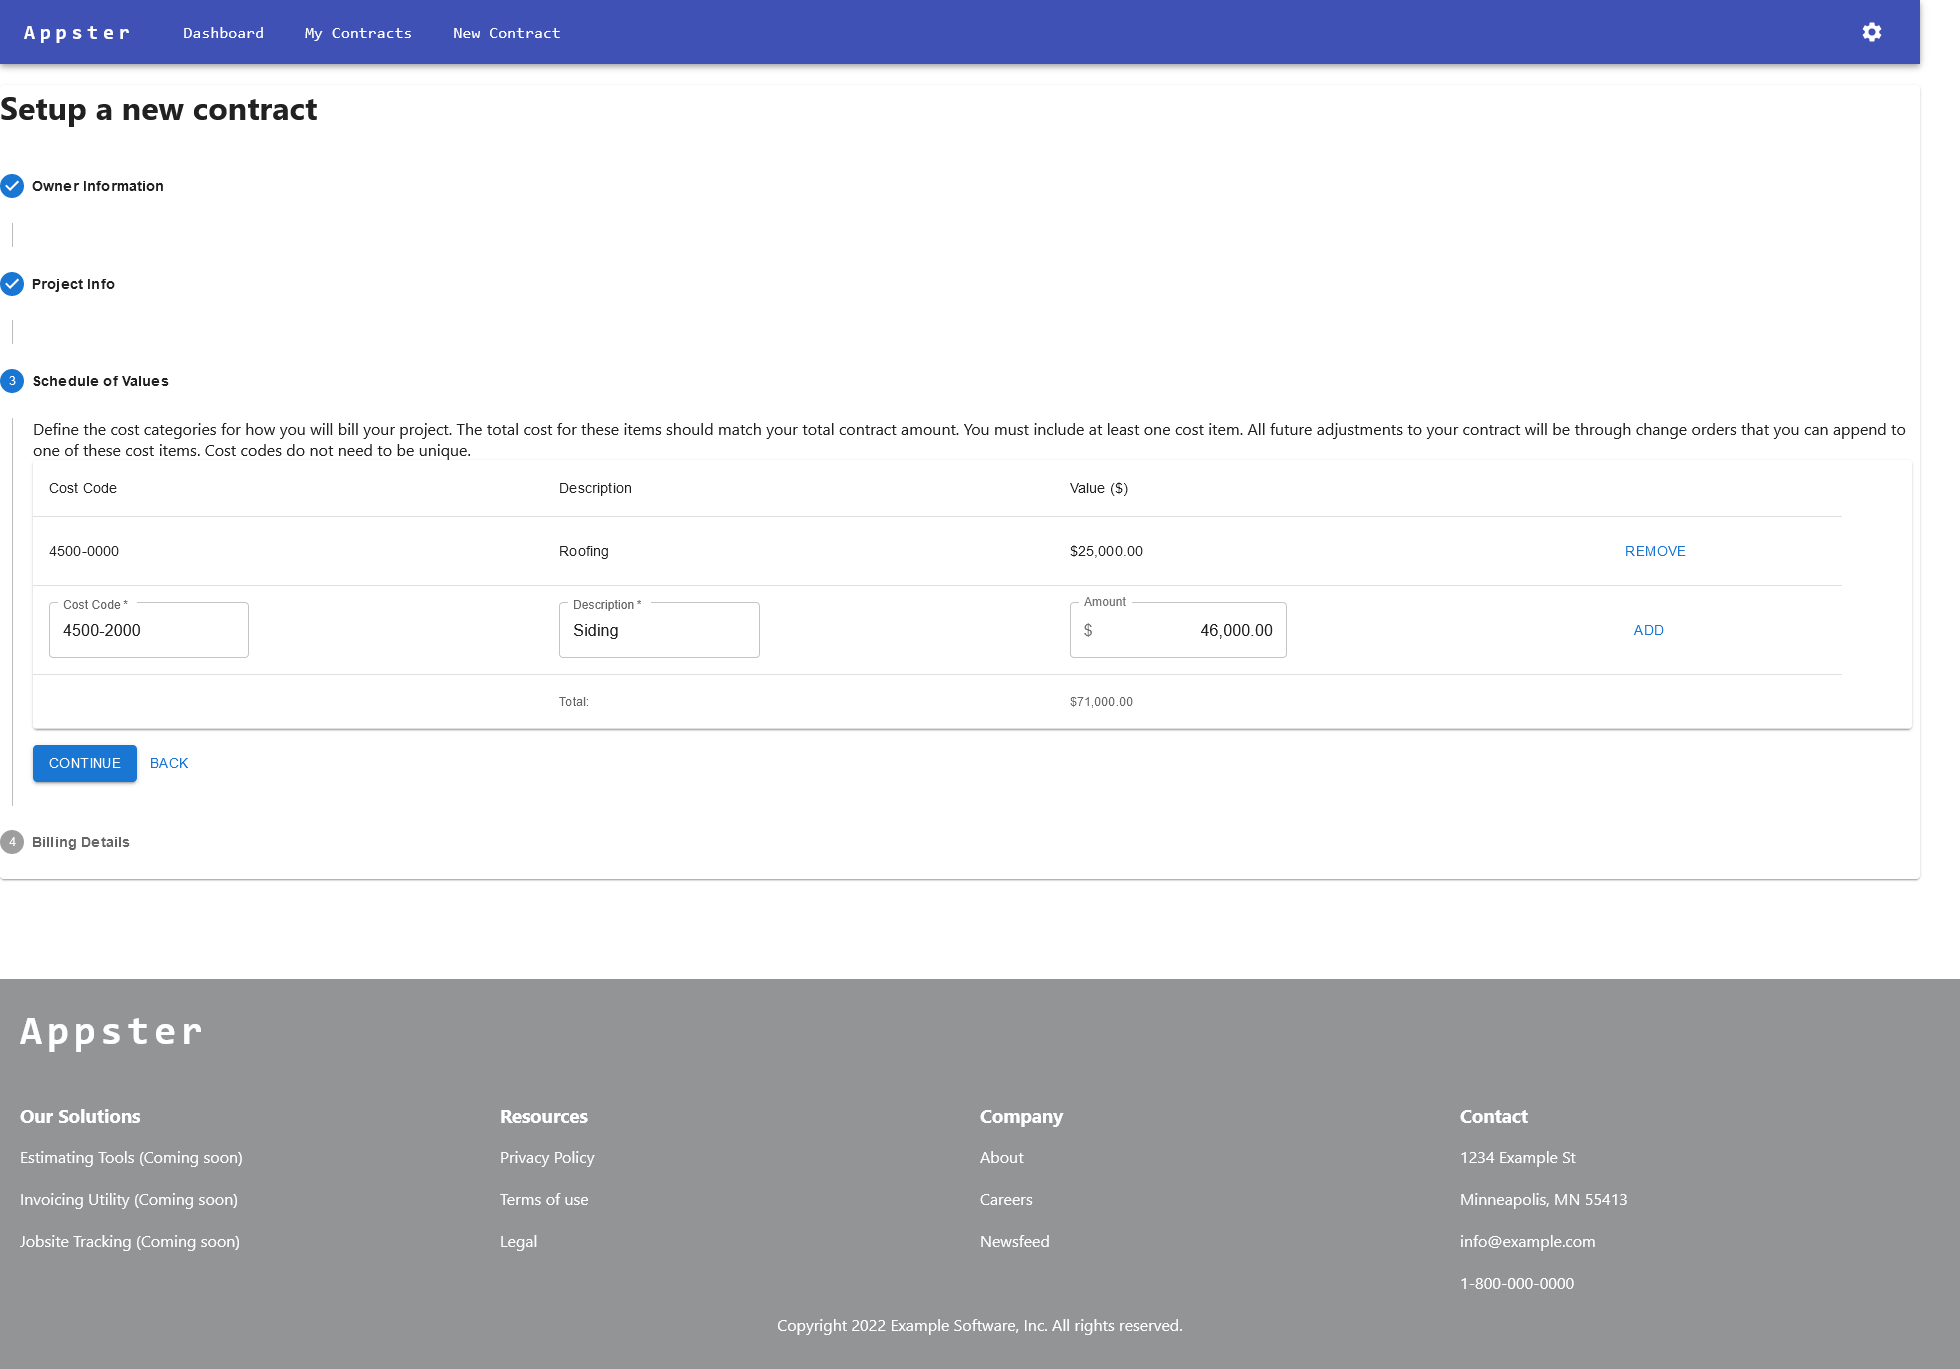 Appster
Dashboard
My Contracts
New Contract
Setup a new contract
Owner Information
Project Info
3 Schedule of Values
Define the cost categories for how you will bill your project. The total cost for these items should match your total contract amount. You must include at least one cost item. All future adjustments to your contract will be through change orders that you can append to
one of these cost items. Cost codes do not need to be unique.
Cost Code Description Value ($)
4500-0000 Roofing $25,000.00 REMOVE
Cost Code * Description * Amount
4500-2000 Siding $ 46,000.00 ADD
Total: $71,000.00
CONTINUE BACK
4 Billing Details
Appster
Our Solutions
Estimating Tools (Coming soon)
Invoicing Utility (Coming soon)
Jobsite Tracking (Coming soon)
Resources
Privacy Policy
Terms of use
Legal
Company
About
Careers
Newsfeed
Contact
1234 Example St
Minneapolis, MN 55413
info@example.com
1-800-000-0000
Copyright 2022 Example Software, Inc. All rights reserved.